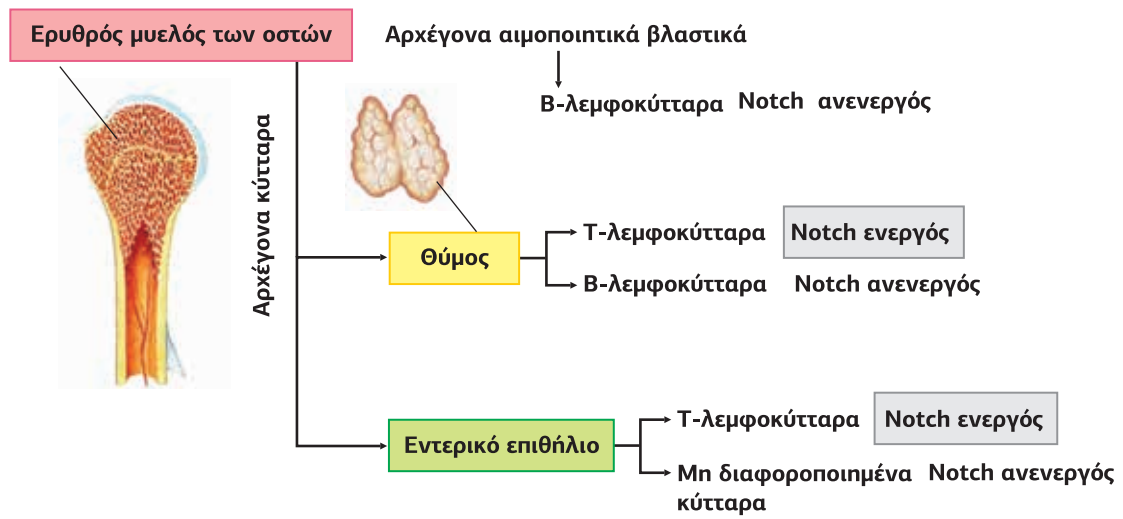 Ερυθρός μυελός των οστών
Αρχέγονα αιμοποιητικά βλαστικά
Β-λεμφοκύτταρα Notch ανενεργός
Αρχέγονα κύτταρα
Θύμος
Τ-λεμφοκύτταρα Notch ενεργός
Β-λεμφοκύτταρα Notch ανενεργός
Εντερικό επιθήλιο
Τ-λεμφοκύτταρα Notch ενεργός
Μη διαφοροποιημένα Notch ανενεργός
κύτταρα